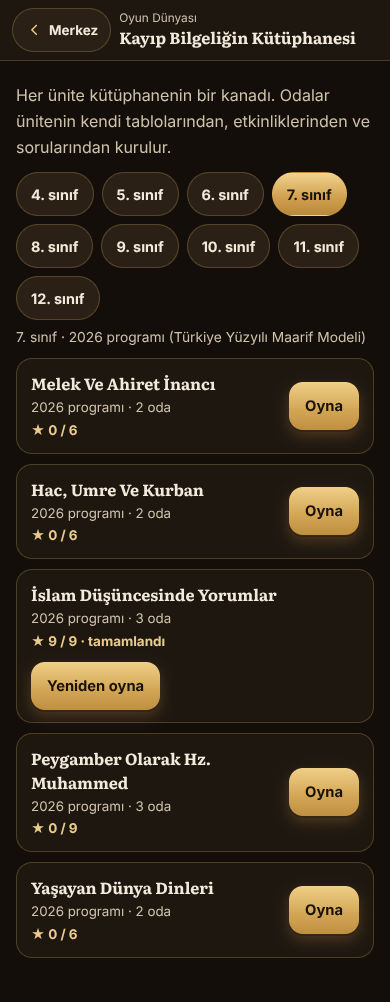 Merkez
Oyun Dünyası
Kayıp Bilgeliğin Kütüphanesi
Her ünite kütüphanenin bir kanadı. Odalar
ünitenin kendi tablolarından, etkinliklerinden ve
sorularından kurulur.
4. sınıf
5. sınıf
6. sınıf
7. sınıf
8. sınıf
9. sınıf
10. sınıf
11. sınıf
12. sınıf
7. sınıf · 2026 programı (Türkiye Yüzyılı Maarif Modeli)
Melek Ve Ahiret İnancı
2026 programı · 2 oda
★ 0 / 6
Oyna
Hac, Umre Ve Kurban
2026 programı · 2 oda
★ 0 / 6
Oyna
İslam Düşüncesinde Yorumlar
2026 programı · 3 oda
★ 9 / 9 · tamamlandı
Yeniden oyna
Peygamber Olarak Hz.
Muhammed
2026 programı · 3 oda
★ 0 / 9
Oyna
Yaşayan Dünya Dinleri
2026 programı · 2 oda
★ 0 / 6
Oyna